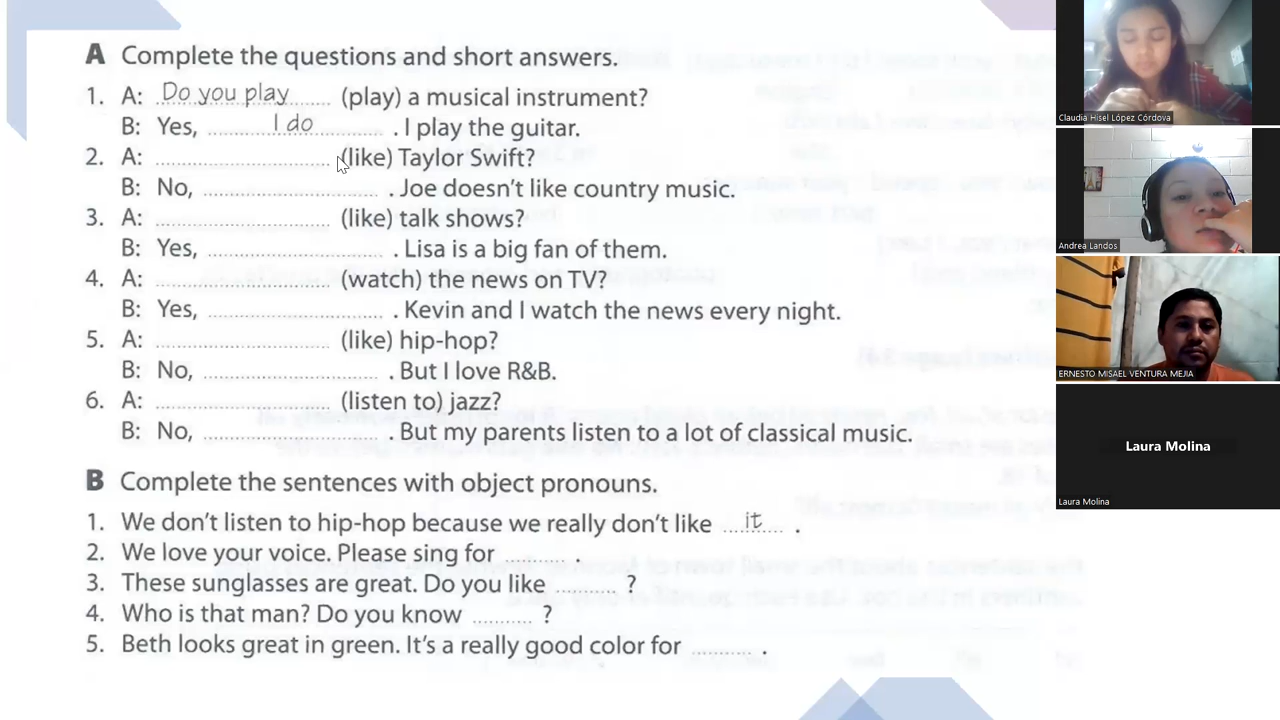 A Complete the questions and short answers.
1. A: Do you play (play) a musical instrument?
B: Yes, I do . I play the guitar.
2. A: (like) Taylor Swift?
B: No, . Joe doesn't like country music.
3. A: (like) talk shows?
B: Yes, . Lisa is a big fan of them.
4. A: (watch) the news on TV?
B: Yes, . Kevin and I watch the news every night.
5. A: (like) hip-hop?
B: No, . But I love R&B.
6. A: (listen to) jazz?
B: No, . But my parents listen to a lot of classical music.
B Complete the sentences with object pronouns.
1. We don't listen to hip-hop because we really don't like it .
2. We love your voice. Please sing for .
3. These sunglasses are great. Do you like ?
4. Who is that man? Do you know ?
5. Beth looks great in green. It's a really good color for .
Claudia Hisel López Córdova
Andrea Landos
ERNESTO MISAEL VENTURA MEJIA
Laura Molina
Laura Molina